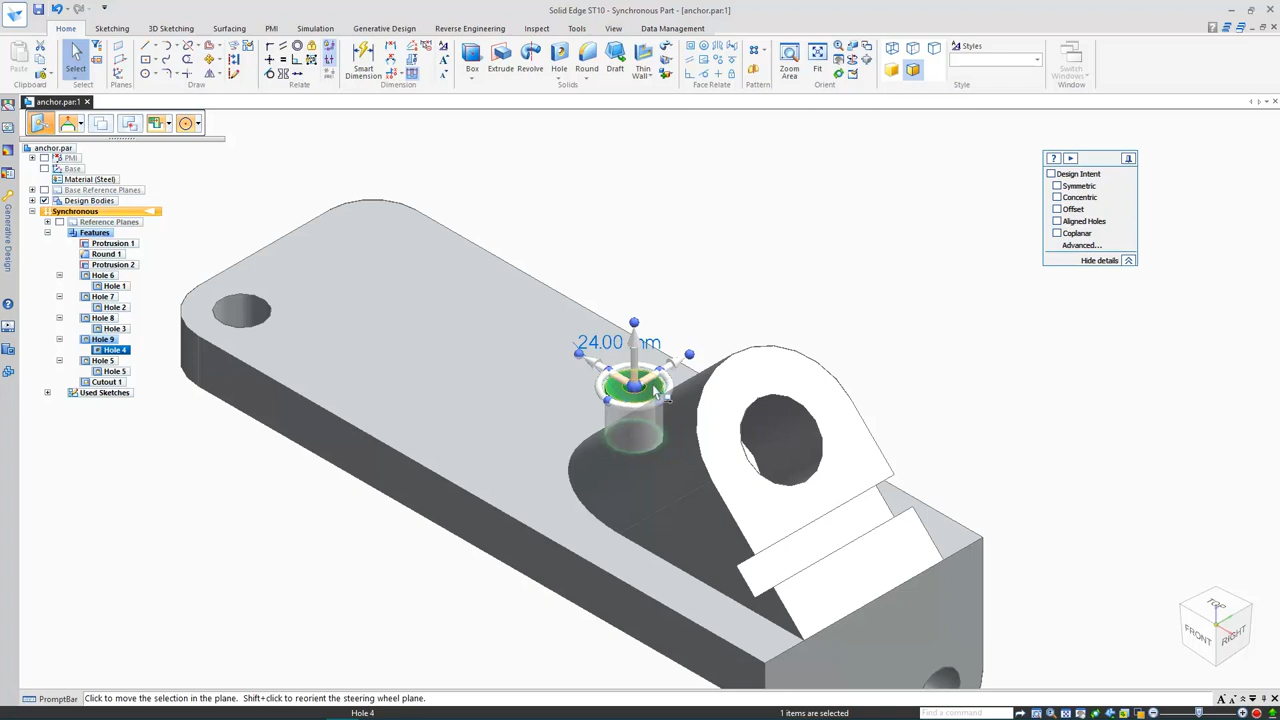 Solid Edge ST10 - Synchronous Part - [anchor.par:1]
Home
Sketching
3D Sketching
Surfacing
PMI
Simulation
Generative Design
Reverse Engineering
Inspect
Tools
View
Data Management
Paste
Select
Smart
Dimension
Box
Extrude
Revolve
Hole
Round
Draft
Thin
Wall
Zoom
Area
Fit
Styles
Switch
Windows
Clipboard
Select
Planes
Draw
Relate
Dimension
Solids
Face Relate
Pattern
Orient
Style
Window
anchor.par:1
anchor.par
PMI
Base
Material (Steel)
Base Reference Planes
Design Bodies
Synchronous
Reference Planes
Features
Protrusion 1
Round 1
Protrusion 2
Hole 6
Hole 1
Hole 7
Hole 2
Hole 8
Hole 3
Hole 9
Hole 4
Hole 5
Hole 5
Cutout 1
Used Sketches
Generative Design
24.00 mm
Design Intent
Symmetric
Concentric
Offset
Aligned Holes
Coplanar
Advanced...
Hide details
TOP
FRONT
RIGHT
PromptBar
Click to move the selection in the plane. Shift+click to reorient the steering wheel plane.
Hole 4
1 items are selected
Find a command